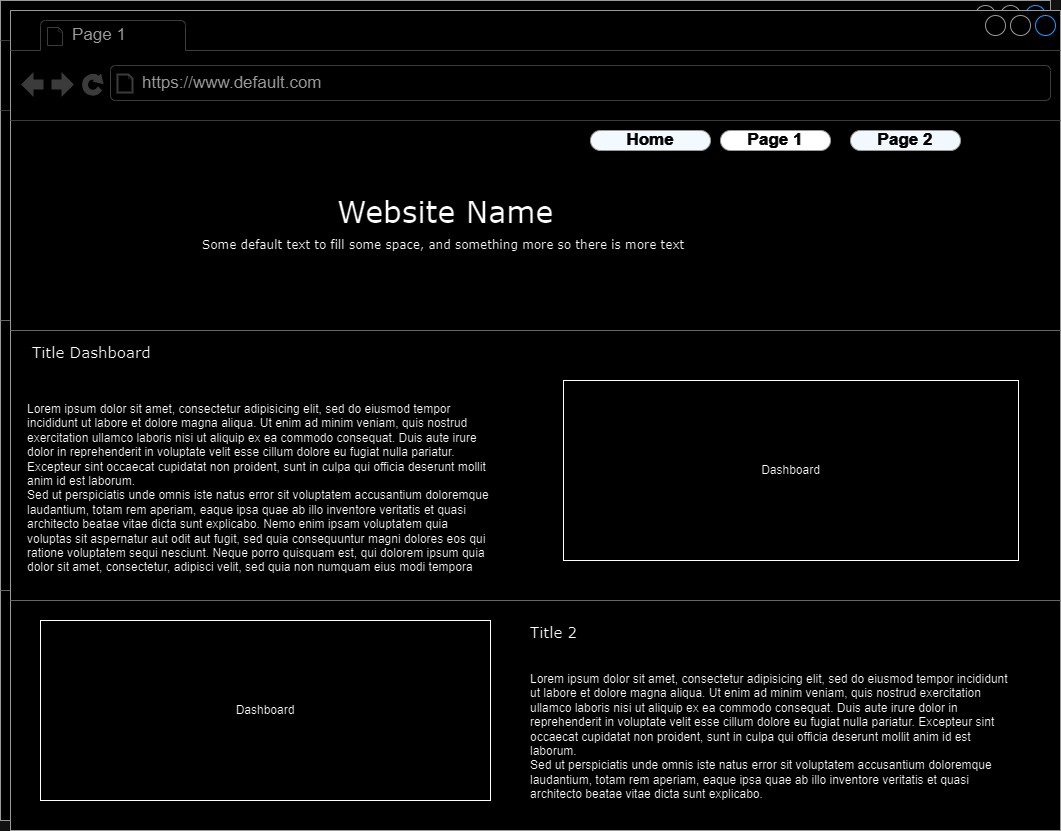 Page 1
https://www.default.com
Home Page 1 Page 2
Website Name
Some default text to fill some space, and something more so there is more text
Title Dashboard
Lorem ipsum dolor sit amet, consectetur adipisicing elit, sed do eiusmod tempor
incididunt ut labore et dolore magna aliqua. Ut enim ad minim veniam, quis nostrud
exercitation ullamco laboris nisi ut aliquip ex ea commodo consequat. Duis aute irure
dolor in reprehenderit in voluptate velit esse cillum dolore eu fugiat nulla pariatur.
Excepteur sint occaecat cupidatat non proident, sunt in culpa qui officia deserunt mollit
anim id est laborum.
Sed ut perspiciatis unde omnis iste natus error sit voluptatem accusantium doloremque
laudantium, totam rem aperiam, eaque ipsa quae ab illo inventore veritatis et quasi
architecto beatae vitae dicta sunt explicabo. Nemo enim ipsam voluptatem quia
voluptas sit aspernatur aut odit aut fugit, sed quia consequuntur magni dolores eos qui
ratione voluptatem sequi nesciunt. Neque porro quisquam est, qui dolorem ipsum quia
dolor sit amet, consectetur, adipisci velit, sed quia non numquam eius modi tempora
Dashboard
Dashboard
Title 2
Lorem ipsum dolor sit amet, consectetur adipisicing elit, sed do eiusmod tempor incididunt
ut labore et dolore magna aliqua. Ut enim ad minim veniam, quis nostrud exercitation
ullamco laboris nisi ut aliquip ex ea commodo consequat. Duis aute irure dolor in
reprehenderit in voluptate velit esse cillum dolore eu fugiat nulla pariatur. Excepteur sint
occaecat cupidatat non proident, sunt in culpa qui officia deserunt mollit anim id est
laborum.
Sed ut perspiciatis unde omnis iste natus error sit voluptatem accusantium doloremque
laudantium, totam rem aperiam, eaque ipsa quae ab illo inventore veritatis et quasi
architecto beatae vitae dicta sunt explicabo.